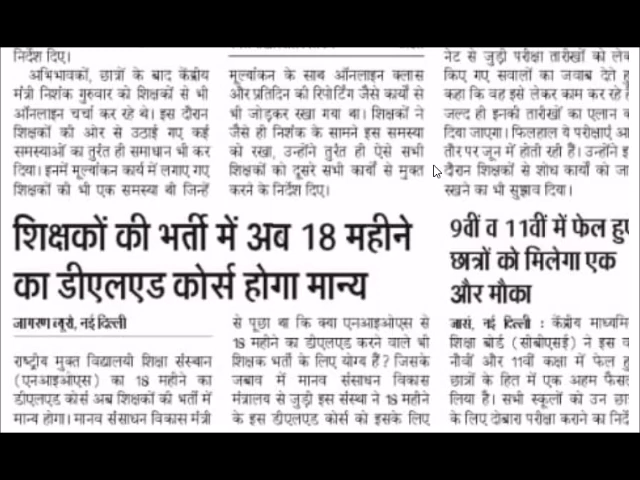 निर्देश दिए।
अभिभावकों, छात्रों के बाद केंद्रीय
मंत्री निशंक गुरुवार को शिक्षकों से भी
ऑनलाइन चर्चा कर रहे थे। इस दौरान
शिक्षकों की ओर से उठाई गए कई
समस्याओं का तुरंत ही समाधान भी कर
दिया। इनमें मूल्यांकन कार्य में लगाए गए
शिक्षकों की भी एक समस्या थी जिन्हें
मूल्यांकन के साथ ऑनलाइन क्लास
और प्रतिदिन की रिपोर्टिंग जैसे कार्यों से
भी जोड़कर रखा गया था। शिक्षकों ने
जैसे ही निशंक के सामने इस समस्या
को रखा, उन्होंने तुरंत ही ऐसे सभी
शिक्षकों को दूसरे सभी कार्यों से मुक्त
करने के निर्देश दिए।
नेट से जुड़ी परीक्षा तारीखों को लेक
किए गए सवालों का जवाब देते हु
कहा कि वह इसे लेकर काम कर रहे है
जल्द ही इनकी तारीखों का एलान क
दिया जाएगा। फिलहाल ये परीक्षाएं आ
तौर पर जून में होती रही हैं। उन्होंने इ
दौरान शिक्षकों से शोध कार्यों को जा
रखने का भी सुझाव दिया।
शिक्षकों की भर्ती में अब 18 महीने
का डीएलएड कोर्स होगा मान्य
जागरण ब्यूरो, नई दिल्ली
राष्ट्रीय मुक्त विद्यालयी शिक्षा संस्थान
(एनआइओएस) का 18 महीने का
डीएलएड कोर्स अब शिक्षकों की भर्ती में
मान्य होगा। मानव संसाधन विकास मंत्री
से पूछा था कि क्या एनआइओएस से
18 महीने का डीएलएड करने वाले भी
शिक्षक भर्ती के लिए योग्य हैं? जिसके
जबाव में मानव संसाधन विकास
मंत्रालय से जुड़ी इस संस्था ने 18 महीने
के इस डीएलएड कोर्स को इसके लिए
9वीं व 11वीं में फेल हुए
छात्रों को मिलेगा एक
और मौका
जासं, नई दिल्ली : केंद्रीय माध्यमि
शिक्षा बोर्ड (सीबीएसई) ने इस व
नौवीं और 11वीं कक्षा में फेल हु
छात्रों के हित में एक अहम फैस
लिया है। सभी स्कूलों को उन छा
के लिए दोबारा परीक्षा कराने का निर्दे